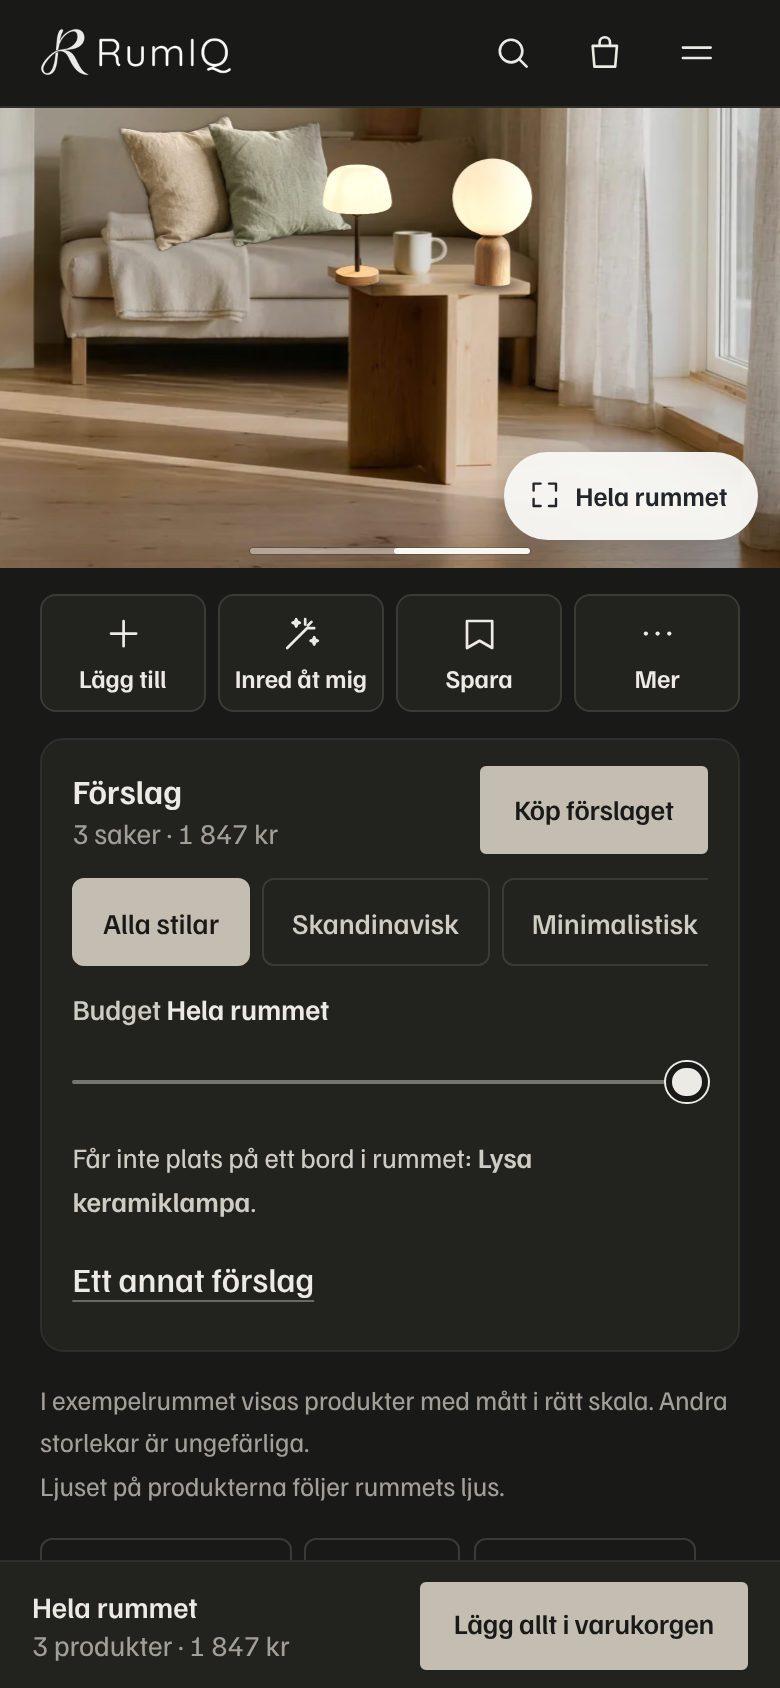 RumIQ
Hela rummet
Lägg till
Inred åt mig
Spara
Mer
Förslag
3 saker · 1 847 kr
Köp förslaget
Alla stilar
Skandinavisk
Minimalistisk
Budget Hela rummet
Får inte plats på ett bord i rummet: Lysa
keramiklampa.
Ett annat förslag
I exempelrummet visas produkter med mått i rätt skala. Andra
storlekar är ungefärliga.
Ljuset på produkterna följer rummets ljus.
Hela rummet
3 produkter · 1 847 kr
Lägg allt i varukorgen